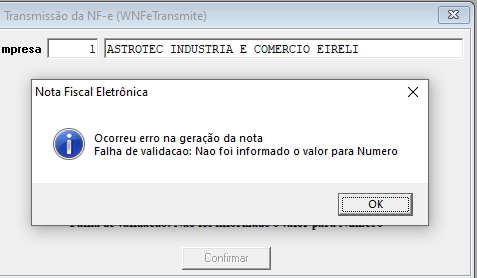 Transmissão da NF-e (WNFeTransmite)
mpresa 1 ASTROTEC INDUSTRIA E COMERCIO EIRELI
Nota Fiscal Eletrônica
Ocorreu erro na geração da nota
Falha de validacao: Nao foi informado o valor para Numero
OK
Falha de validacao: Nao foi informado o valor para Numero
Confirmar